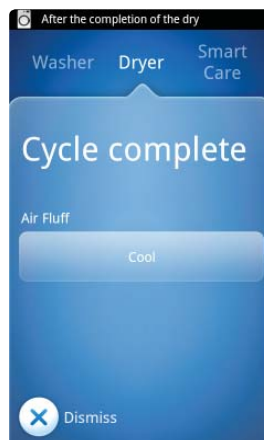 After the completion of the dry
Washer Dryer Smart Care
Cycle complete
Air Fluff
Cool
Dismiss